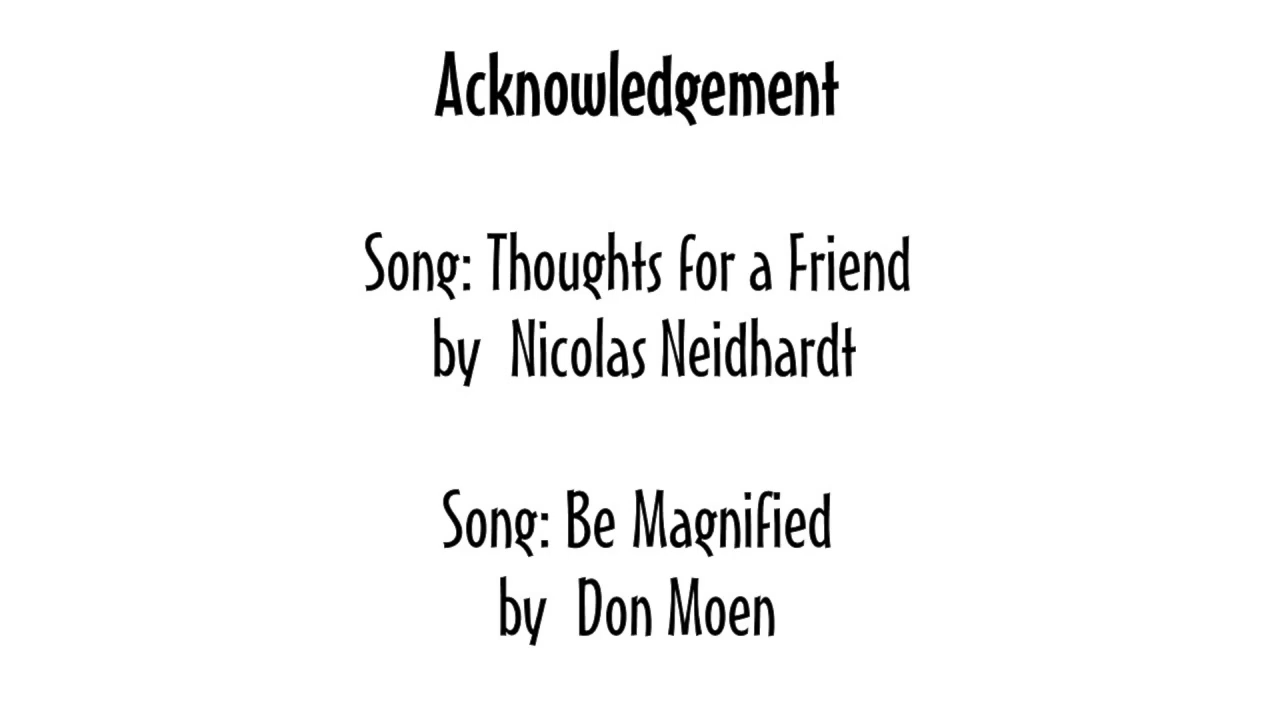 Acknowledgement
Song: Thoughts for a Friend
by Nicolas Neidhardt
Song: Be Magnified
by Don Moen